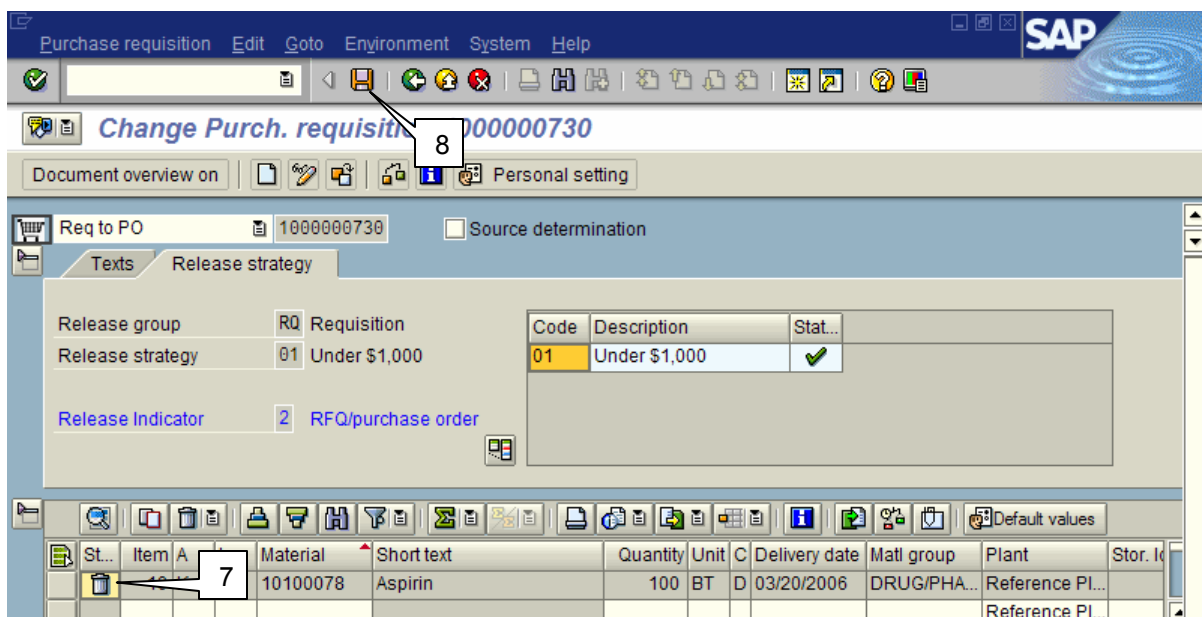 Purchase requisition Edit Goto Environment System Help
SAP
Change Purch. requisition 000000730
8
Document overview on Personal setting
Req to PO 1000000730 Source determination
Texts Release strategy
Release group RQ Requisition Code Description Stat...
Release strategy 01 Under $1,000 01 Under $1,000
Release Indicator 2 RFQ/purchase order
Default values
St... Item A Material Short text Quantity Unit C Delivery date Matl group Plant Stor. lo
7 10100078 Aspirin 100 BT D 03/20/2006 DRUG/PHA... Reference Pl...
Reference Pl...